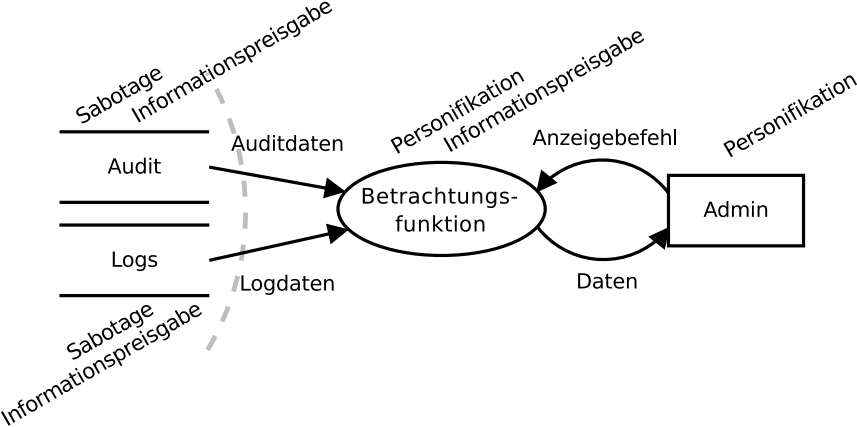 Sabotage
Informationspreisgabe
Audit
Auditdaten
Personifikation
Informationspreisgabe
Anzeigebefehl
Personifikation
Betrachtungs-
funktion
Admin
Logs
Logdaten
Daten
Sabotage
Informationspreisgabe